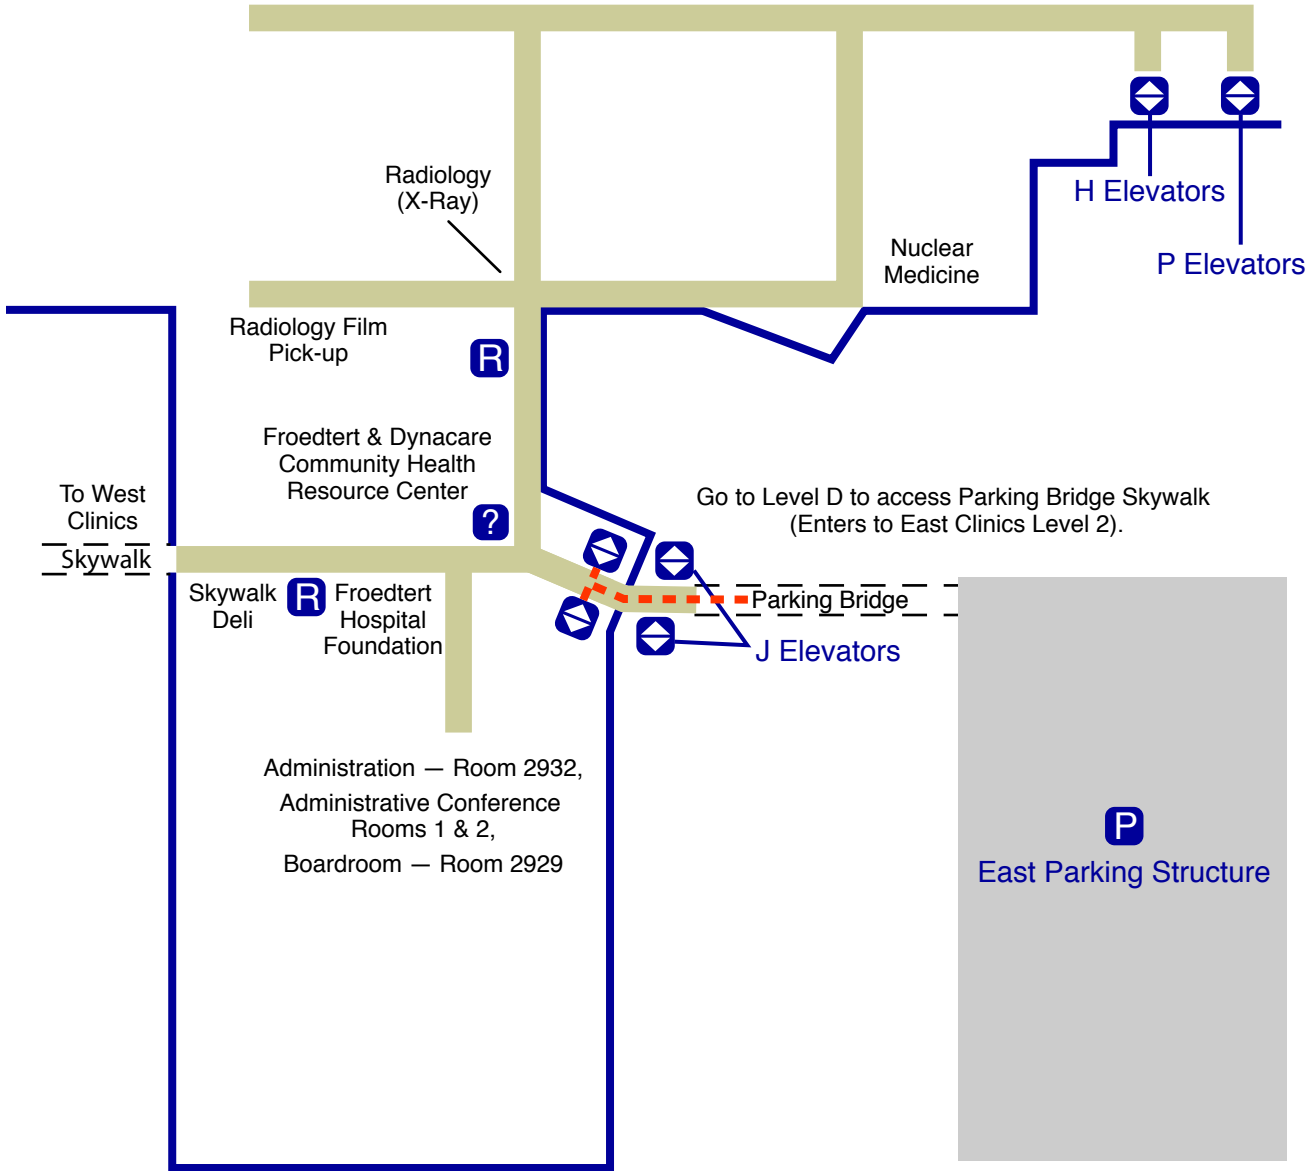 Radiology
(X-Ray)
H Elevators
Nuclear
Medicine
P Elevators
Radiology Film
Pick-up
R
Froedtert & Dynacare
Community Health
Resource Center
?
To West
Clinics
Skywalk
Go to Level D to access Parking Bridge Skywalk
(Enters to East Clinics Level 2).
Skywalk
Deli
R
Froedtert
Hospital
Foundation
Parking Bridge
J Elevators
Administration — Room 2932,
Administrative Conference
Rooms 1 & 2,
Boardroom — Room 2929
P
East Parking Structure